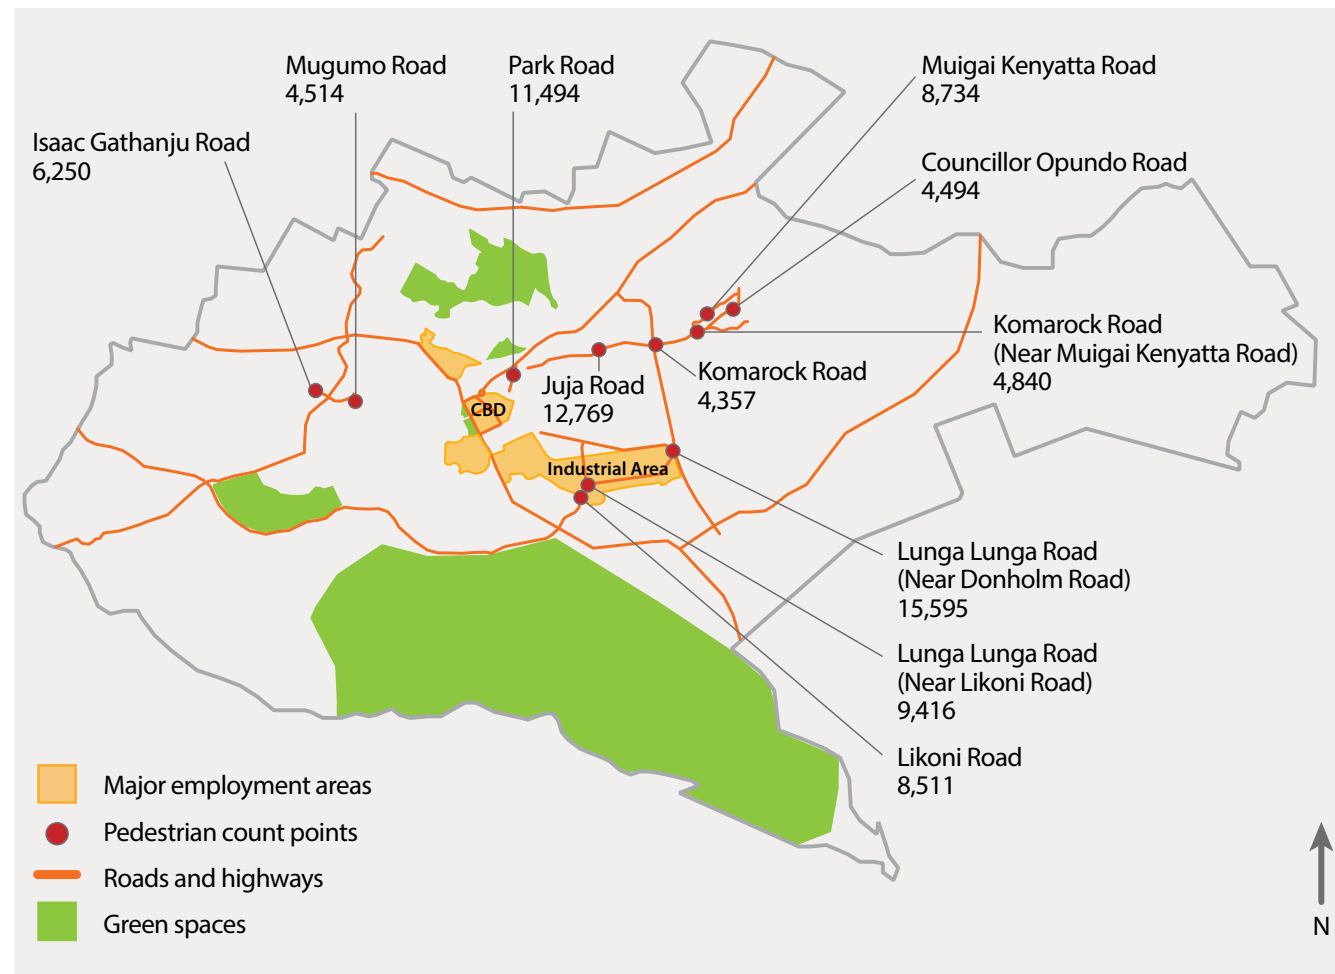 Mugumo Road
4,514
Park Road
11,494
Muigai Kenyatta Road
8,734
Isaac Gathanju Road
6,250
Councillor Opundo Road
4,494
Komarock Road
(Near Muigai Kenyatta Road)
4,840
Juja Road
12,769
Komarock Road
4,357
CBD
Industrial Area
Lunga Lunga Road
(Near Donholm Road)
15,595
Lunga Lunga Road
(Near Likoni Road)
9,416
Likoni Road
8,511
Major employment areas
Pedestrian count points
Roads and highways
Green spaces
N